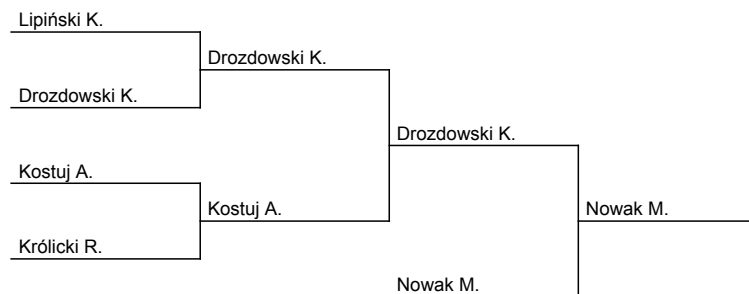 Lipiński K.
Drozdowski K.
Drozdowski K.
Drozdowski K.
Kostuj A.
Kostuj A.
Nowak M.
Królicki R.
Nowak M.